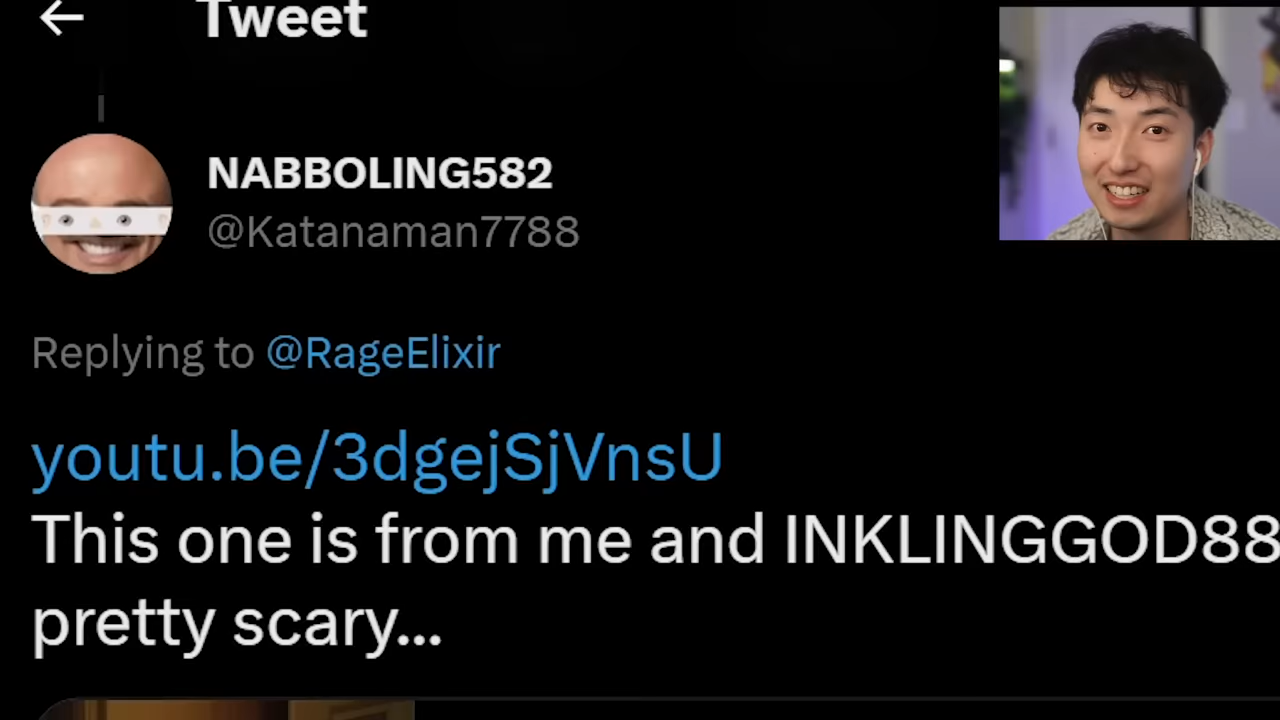 Tweet
NABBOLING582
@Katanaman7788
Replying to @RageElixir
youtu.be/3dgejSjVnsU
This one is from me and INKLINGGOD88
pretty scary...